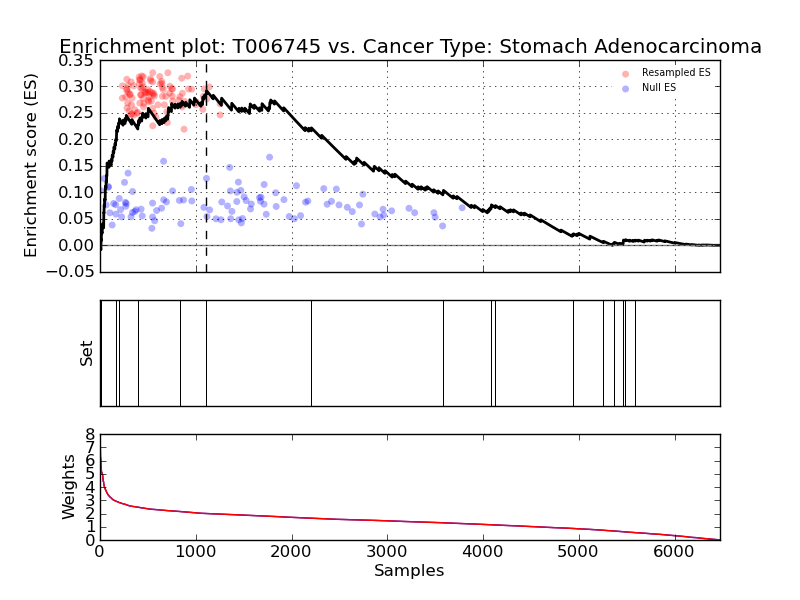 Enrichment plot: T006745 vs. Cancer Type: Stomach Adenocarcinoma
Enrichment score (ES)
0.35
0.30
0.25
0.20
0.15
0.10
0.05
0.00
−0.05
Resampled ES
Null ES
Set
Weights
8
7
6
5
4
3
2
1
0
0 1000 2000 3000 4000 5000 6000
Samples